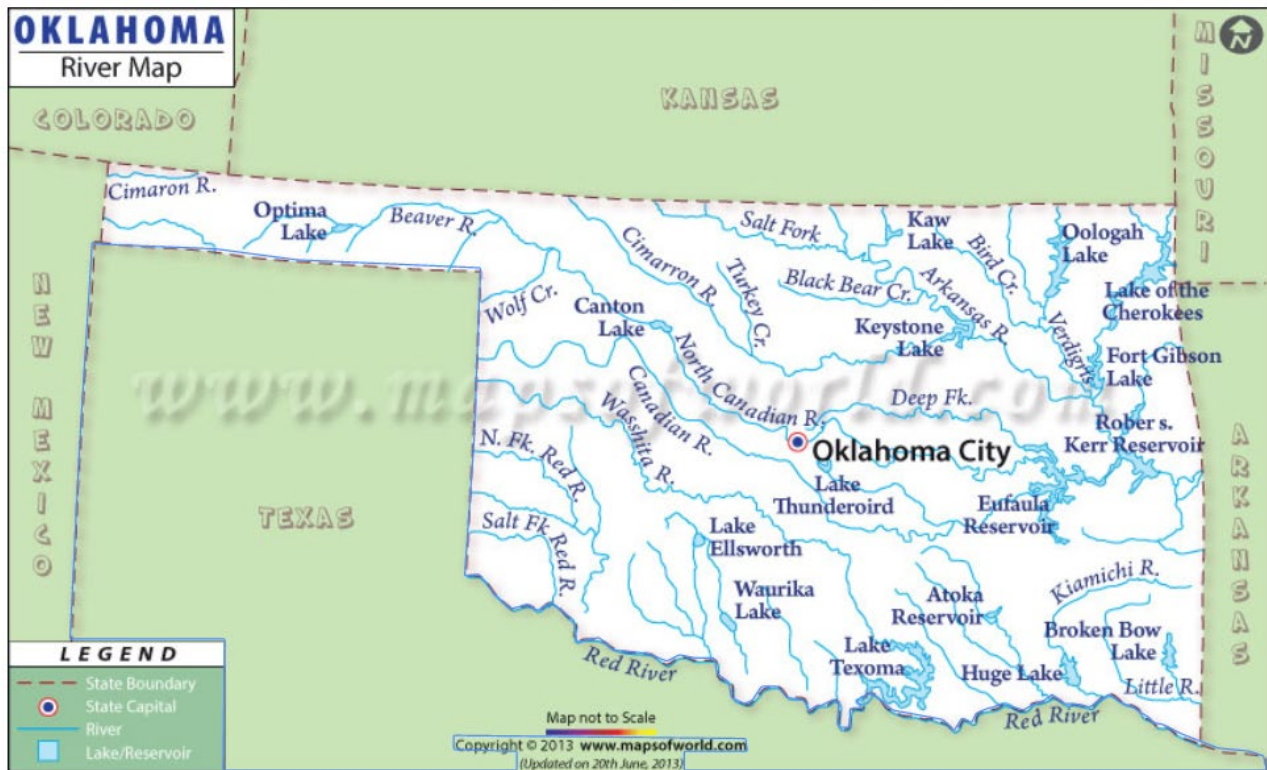 OKLAHOMA
River Map
COLORADO
KANSAS
MISSOURI
N
Cimaron R.
Optima
Lake
Beaver R.
Salt Fork
Kaw
Lake
Bird Cr.
Oologah
Lake
Cimarron R.
Turkey Cr.
Black Bear Cr.
Arkansas R.
Lake of the
Cherokees
Wolf Cr.
Canton
Lake
Keystone
Lake
Verdigris
Fort Gibson
Lake
www.mapsofworld.com
NEW MEXICO
North Canadian R.
Canadian R.
Wasshita R.
Deep Fk.
Rober s.
Kerr Reservoir
Oklahoma City
N. Fk. Red R.
Lake
Thunderoird
Eufaula
Reservoir
TEXAS
ARKANSAS
Salt Fk. Red R.
Lake
Ellsworth
Waurika
Lake
Atoka
Reservoir
Kiamichi R.
Broken Bow
Lake
Lake
Texoma
Huge Lake
Little R.
Red River
Red River
LEGEND
State Boundary
State Capital
River
Lake/Reservoir
Map not to Scale
Copyright © 2013 www.mapsofworld.com
(Updated on 20th June, 2013)